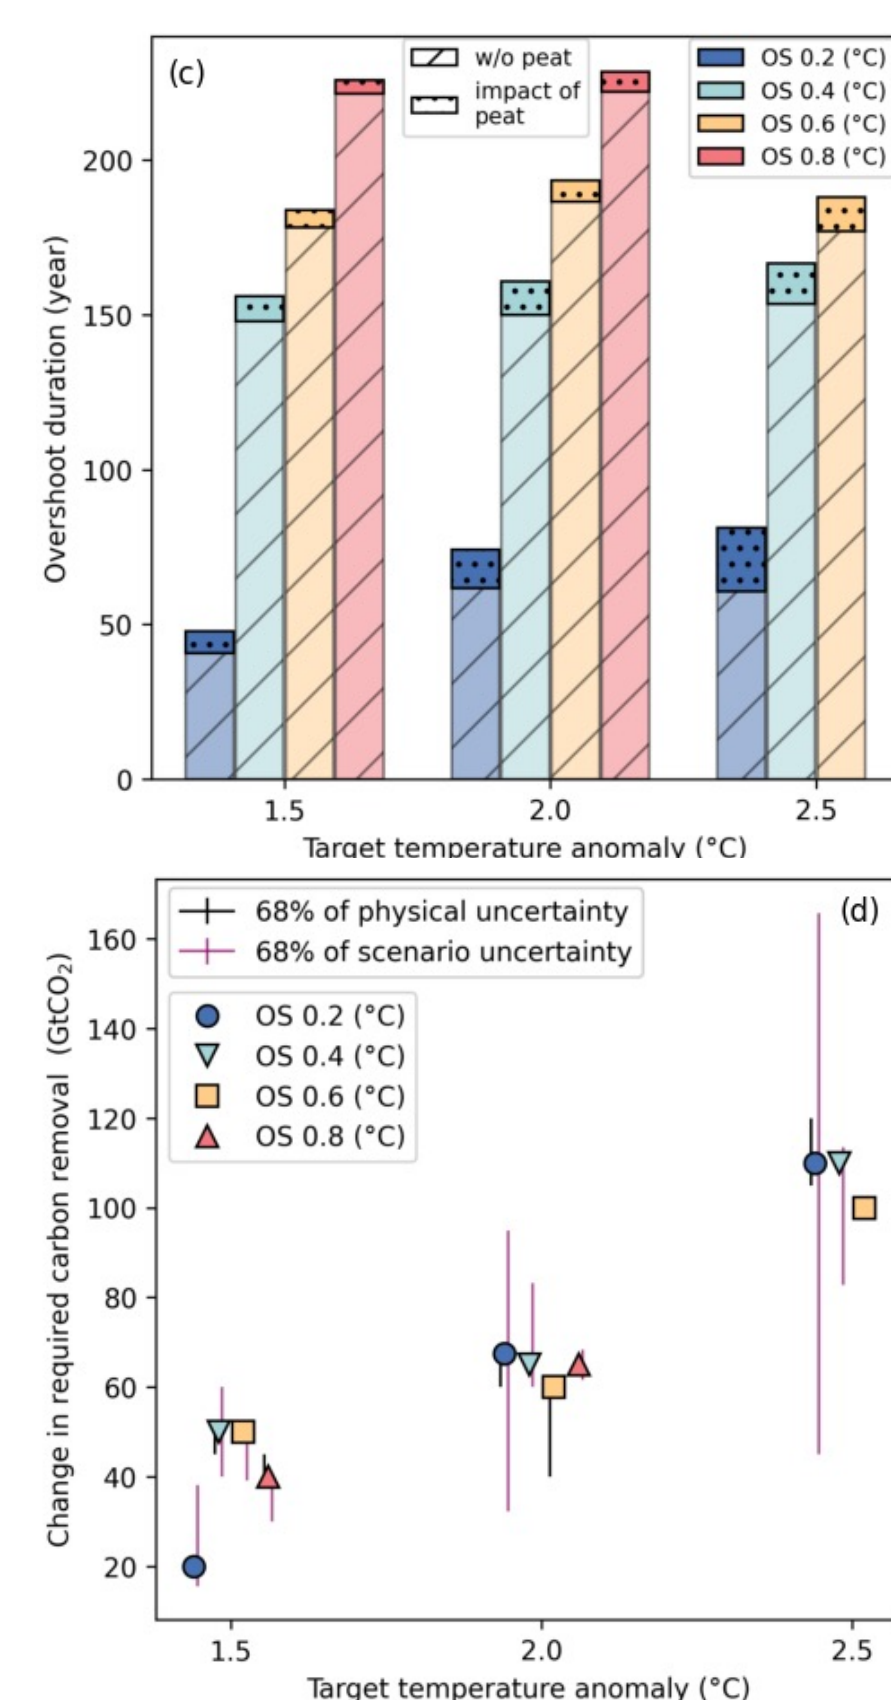 (c)
w/o peat
impact of
peat
OS 0.2 (°C)
OS 0.4 (°C)
OS 0.6 (°C)
OS 0.8 (°C)
Overshoot duration (year)
200
150
100
50
0
1.5
2.0
2.5
Target temperature anomaly (°C)
(d)
68% of physical uncertainty
68% of scenario uncertainty
OS 0.2 (°C)
OS 0.4 (°C)
OS 0.6 (°C)
OS 0.8 (°C)
Change in required carbon removal (GtCO₂)
160
140
120
100
80
60
40
20
1.5
2.0
2.5
Target temperature anomaly (°C)